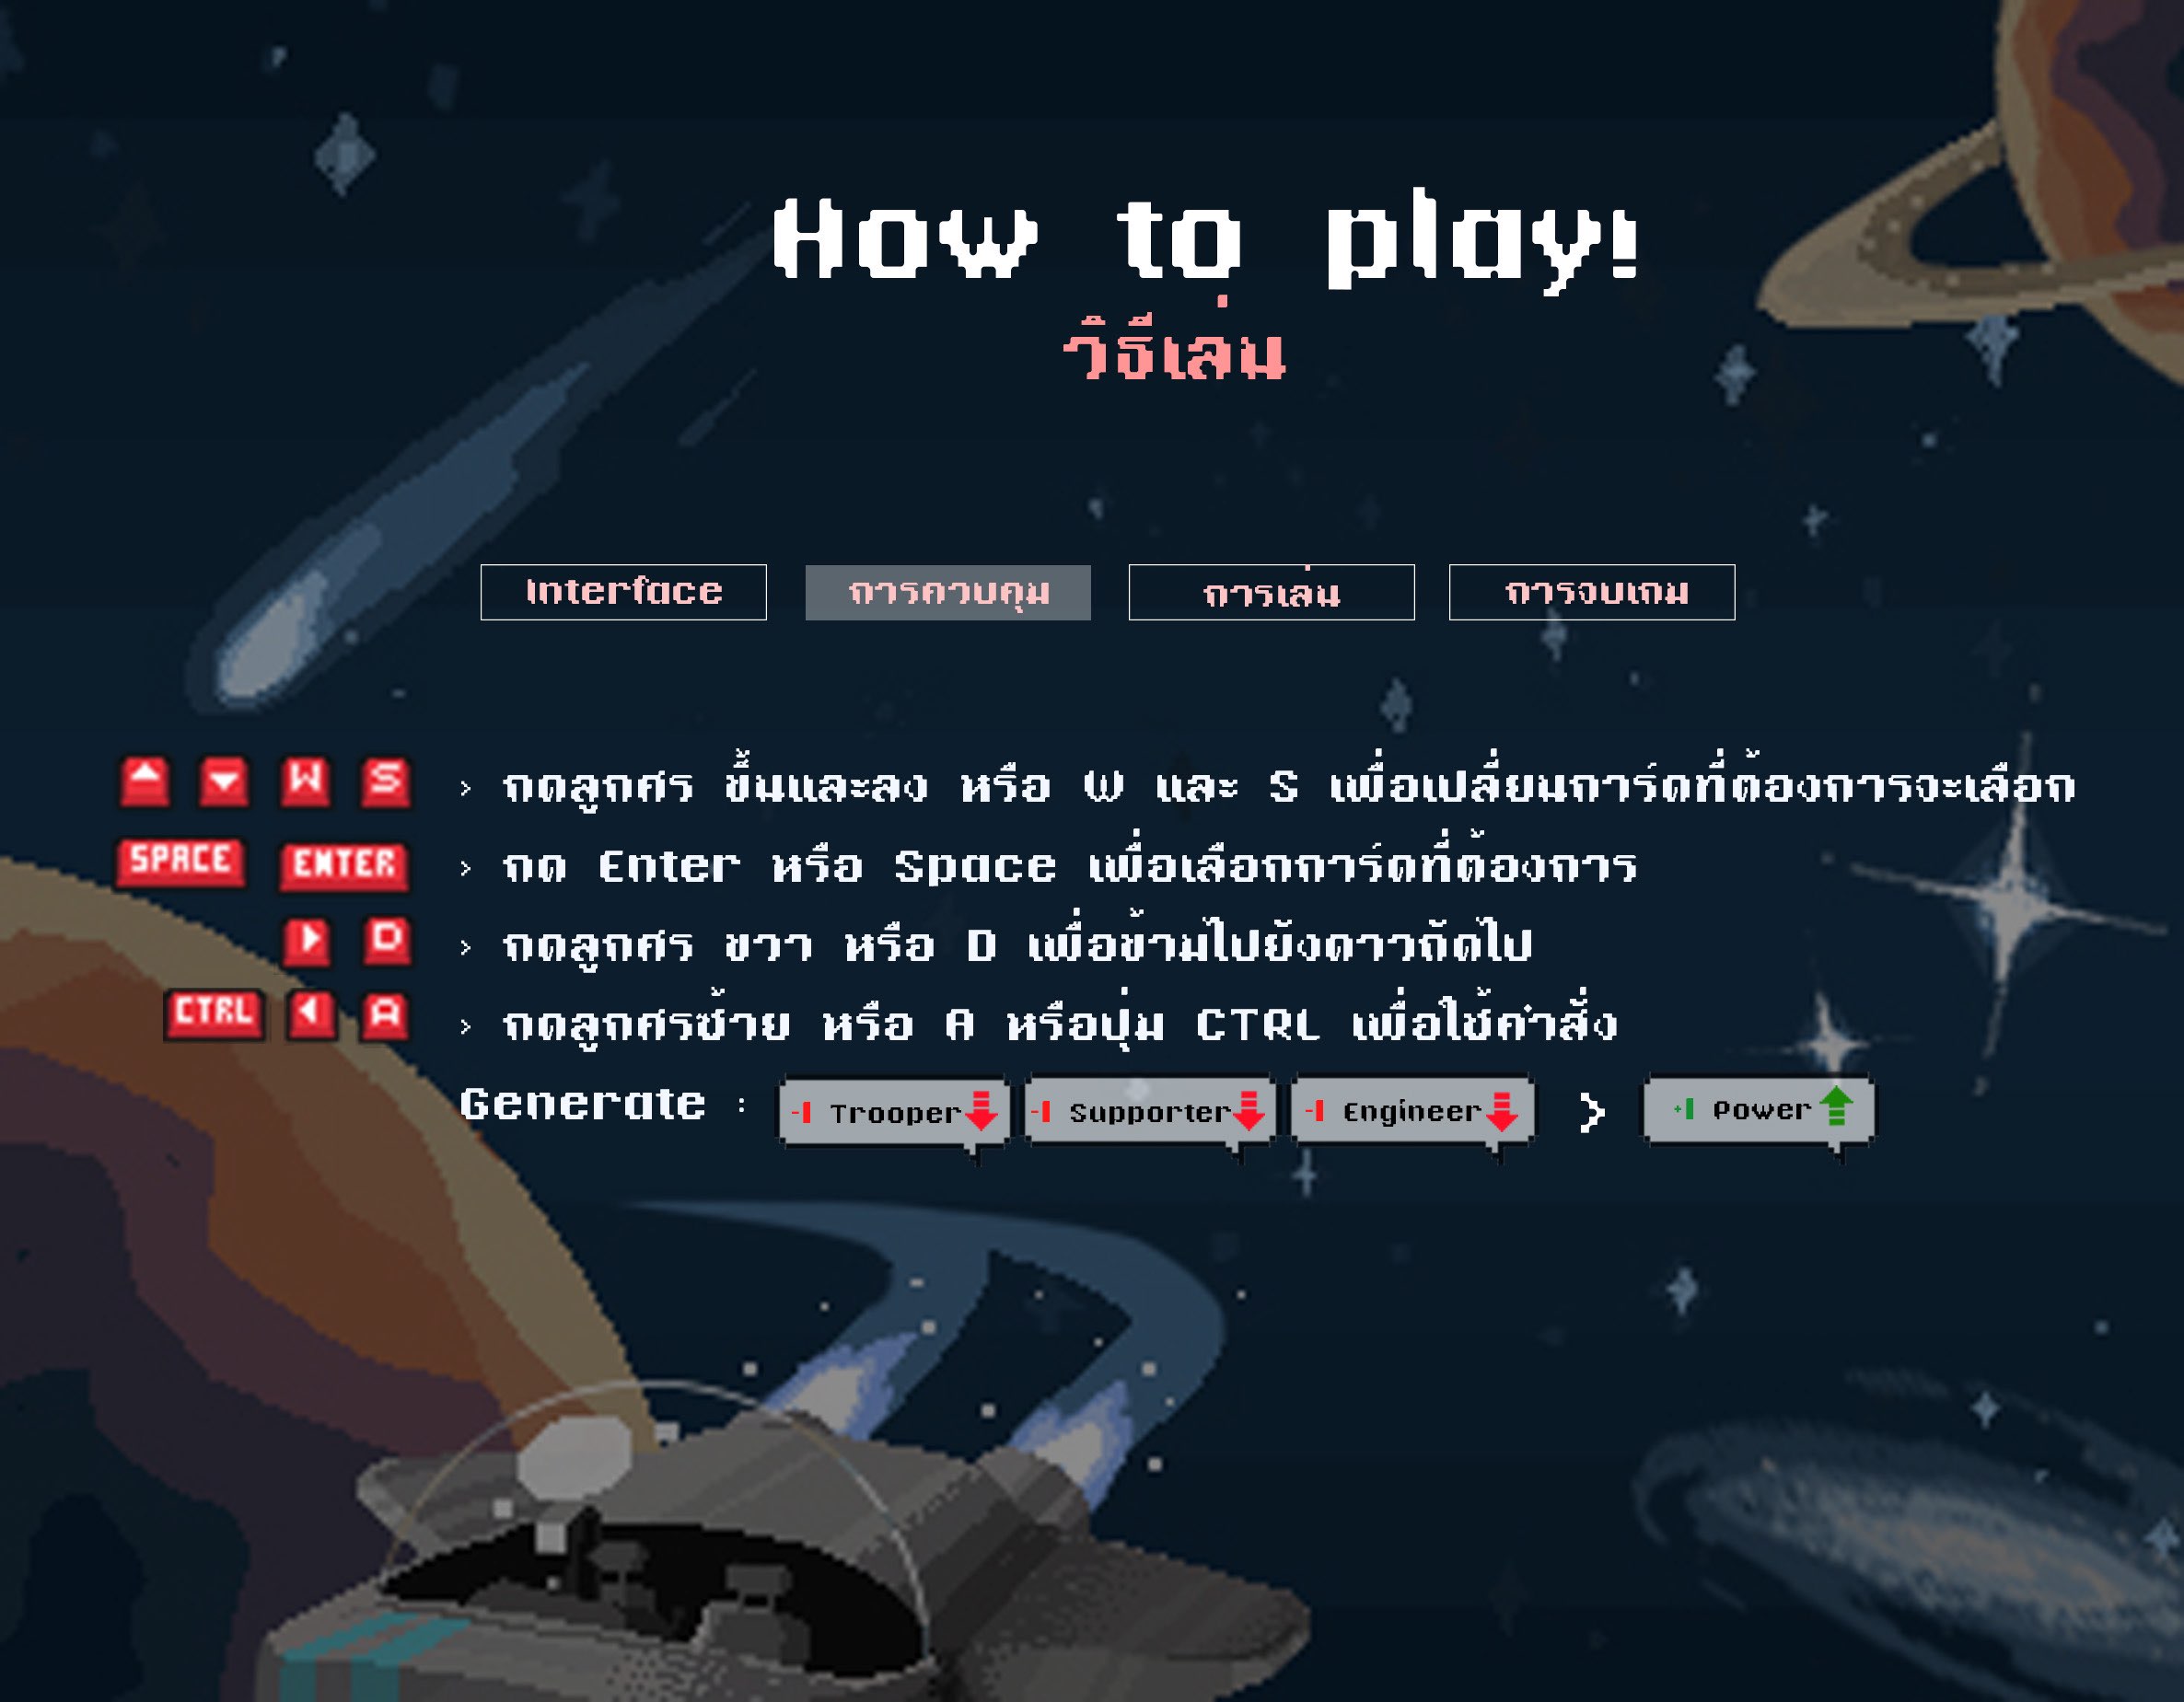 How to play!
วิธีเล่น
Interface การควบคุม การเล่น การจบเกม
W S > กดลูกศร ขึ้นและลง หรือ W และ S เพื่อเปลี่ยนการ์ดที่ต้องการจะเลือก
SPACE ENTER > กด Enter หรือ Space เพื่อเลือกการ์ดที่ต้องการ
D > กดลูกศร ขวา หรือ D เพื่อข้ามไปยังดาวถัดไป
CTRL A > กดลูกศรซ้าย หรือ A หรือปุ่ม CTRL เพื่อใช้คำสั่ง
Generate : -1 Trooper -1 Supporter -1 Engineer > +1 Power